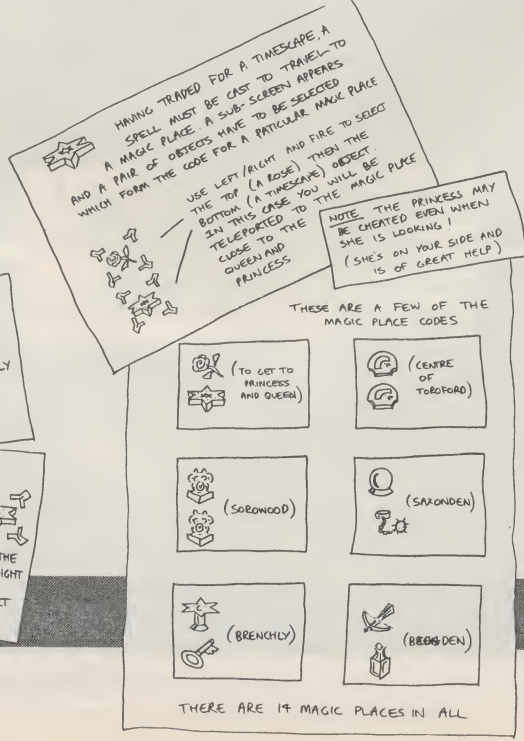 HAVING TRADED FOR A TIMESCAPE, A
SPELL MUST BE CAST TO TRAVEL TO
A MAGIC PLACE. A SUB-SCREEN APPEARS
AND A PAIR OF OBJECTS HAVE TO BE SELECTED
WHICH FORM THE CODE FOR A PATICULAR MAGIC PLACE
USE LEFT/RIGHT AND FIRE TO SELECT
THE TOP (A ROSE) THEN THE
BOTTOM (A TIMESCAPE) OBJECT.
IN THIS CASE YOU WILL BE
TELEPORTED TO THE MAGIC PLACE
CLOSE TO THE
QUEEN AND
PRINCESS
NOTE THE PRINCESS MAY
BE CHEATED EVEN WHEN
SHE IS LOOKING!
(SHE'S ON YOUR SIDE AND
IS OF GREAT HELP)
LY
THE
IGHT
CT
THESE ARE A FEW OF THE
MAGIC PLACE CODES
(TO GET TO
PRINCESS
AND QUEEN)
(CENTRE
OF
TOROFORD)
(SOROWOOD)
(SAXONDEN)
(BRENCHLY)
THERE ARE 14 MAGIC PLACES IN ALL